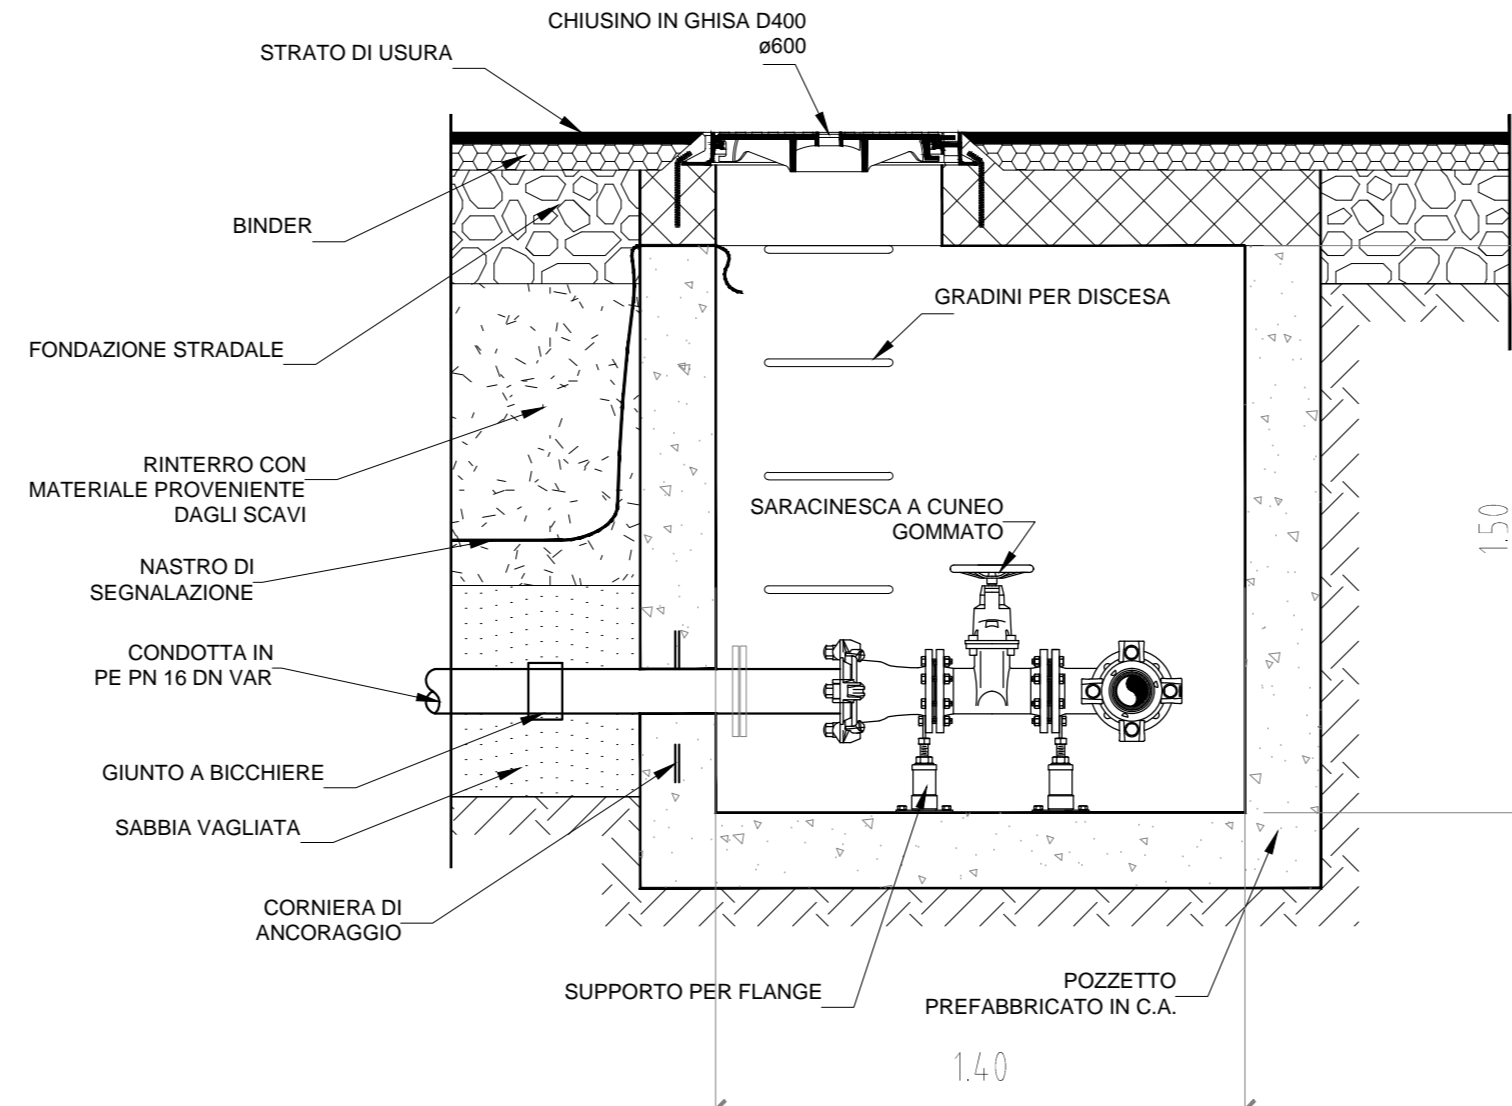 CHIUSINO IN GHISA D400
ø600
STRATO DI USURA
BINDER
GRADINI PER DISCESA
FONDAZIONE STRADALE
RINTERRO CON
MATERIALE PROVENIENTE
DAGLI SCAVI
SARACINESCA A CUNEO
GOMMATO
1.50
NASTRO DI
SEGNALAZIONE
CONDOTTA IN
PE PN 16 DN VAR
GIUNTO A BICCHIERE
SABBIA VAGLIATA
CORNIERA DI
ANCORAGGIO
SUPPORTO PER FLANGE
POZZETTO
PREFABBRICATO IN C.A.
1.40